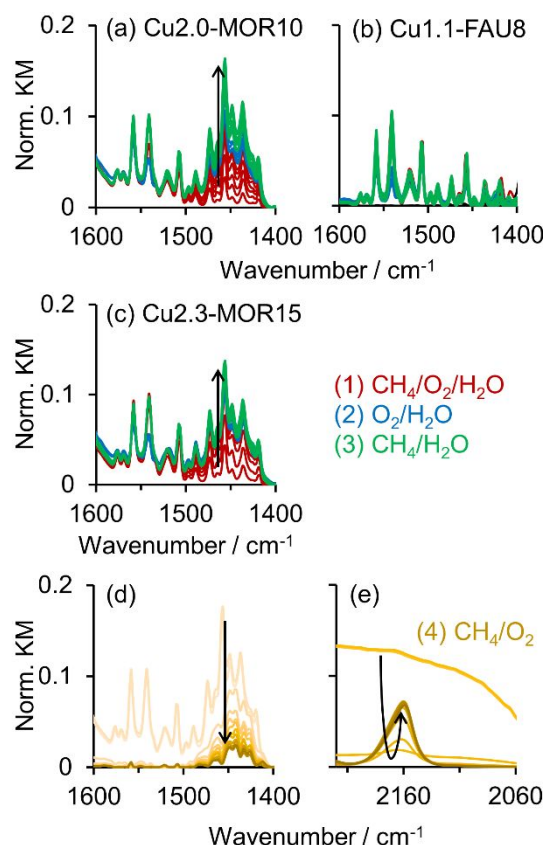 (a) Cu2.0-MOR10
(b) Cu1.1-FAU8
Norm. KM
0.2
0.1
0
1600 1500 1400
1600 1500 1400
Wavenumber / cm⁻¹
(c) Cu2.3-MOR15
Norm. KM
0.2
0.1
0
1600 1500 1400
Wavenumber / cm⁻¹
(1) CH₄/O₂/H₂O
(2) O₂/H₂O
(3) CH₄/H₂O
(d)
(e)
(4) CH₄/O₂
Norm. KM
0.2
0.1
0
1600 1500 1400
2160 2060
Wavenumber / cm⁻¹